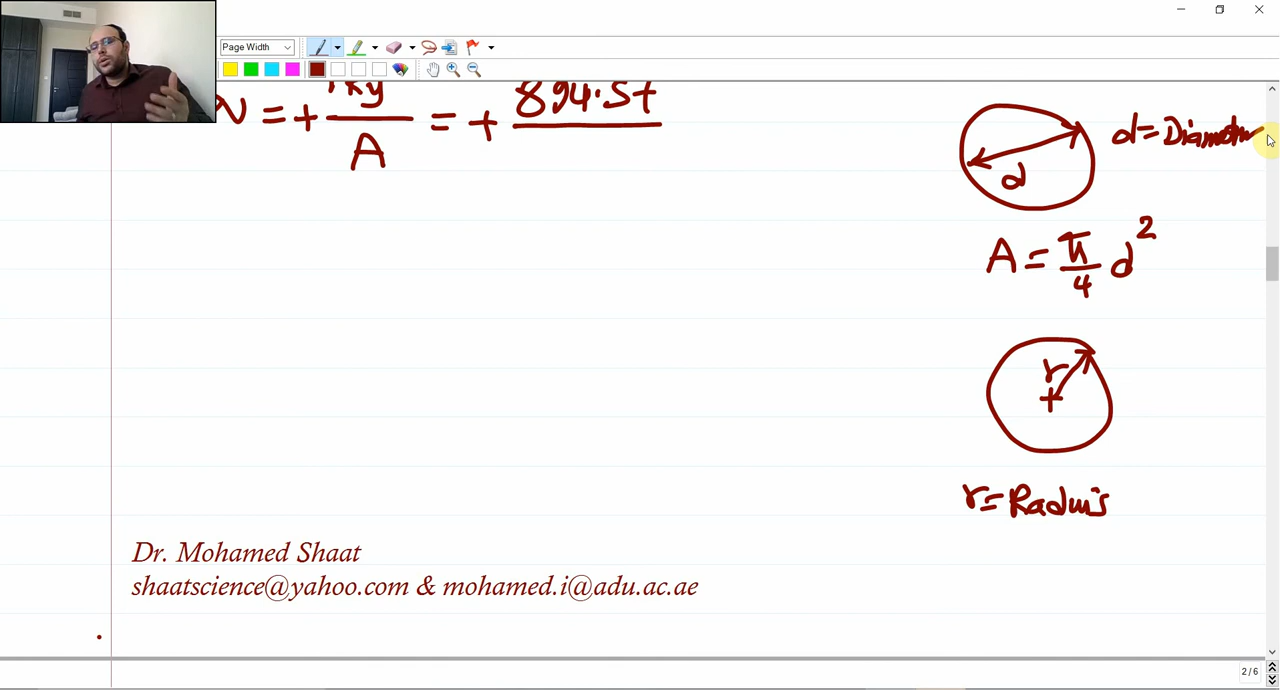 Page Width
A = + 894.5t
A
d = Diameter
d
A = π/4 d²
r
r = Radius
Dr. Mohamed Shaat
shaatscience@yahoo.com & mohamed.i@adu.ac.ae
2/6